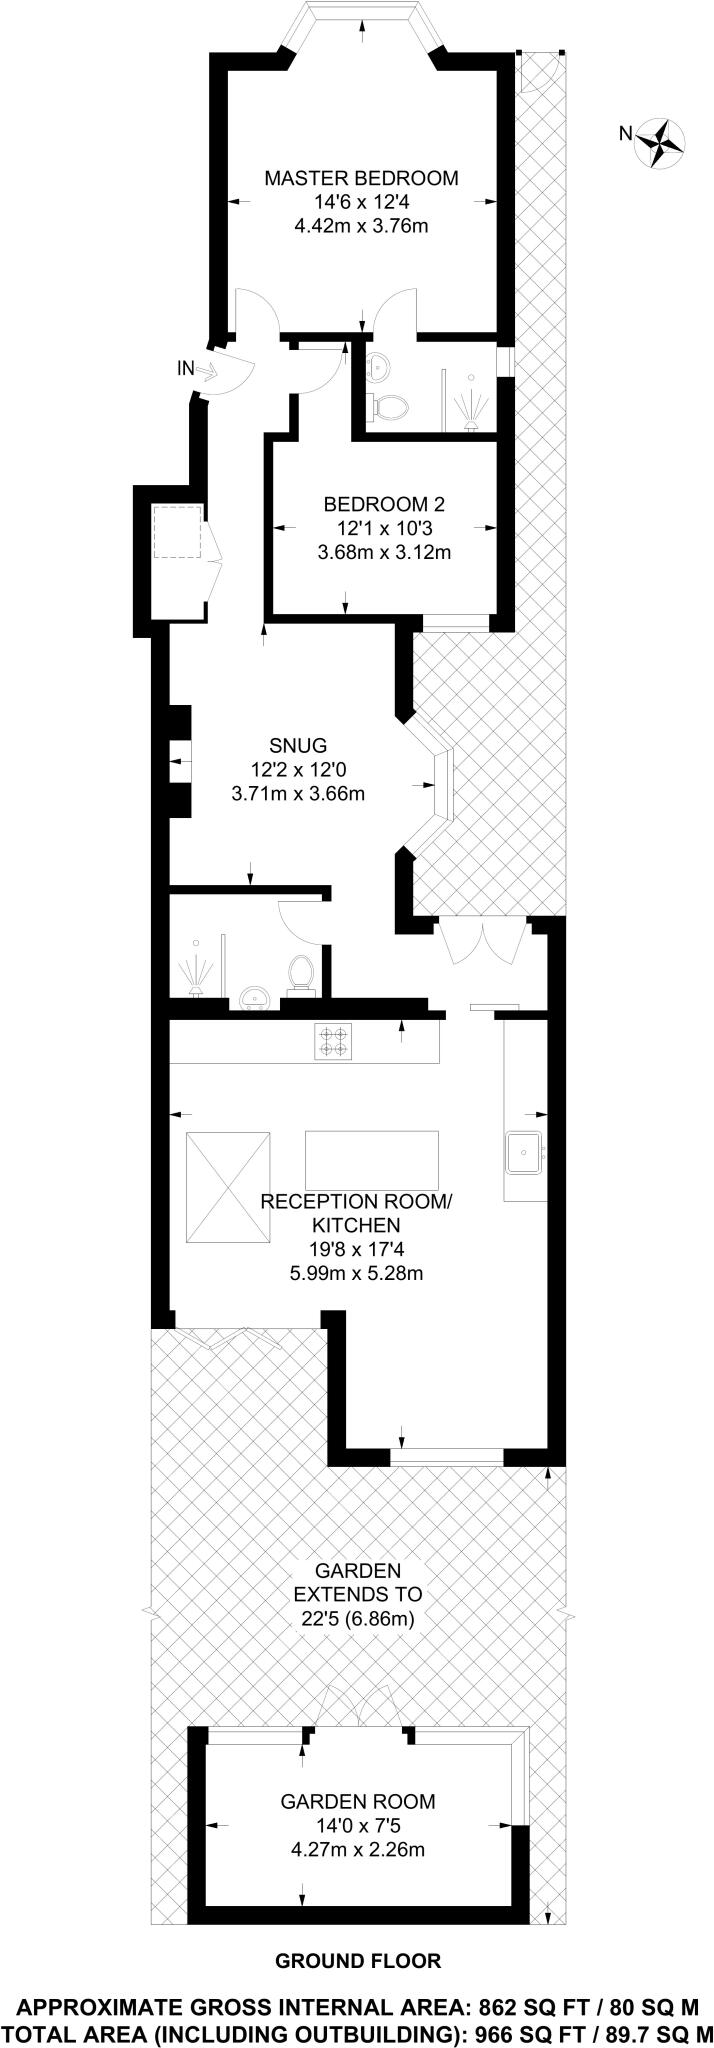 N
MASTER BEDROOM
14'6 x 12'4
4.42m x 3.76m
IN
BEDROOM 2
12'1 x 10'3
3.68m x 3.12m
SNUG
12'2 x 12'0
3.71m x 3.66m
RECEPTION ROOM/
KITCHEN
19'8 x 17'4
5.99m x 5.28m
GARDEN
EXTENDS TO
22'5 (6.86m)
GARDEN ROOM
14'0 x 7'5
4.27m x 2.26m
GROUND FLOOR
APPROXIMATE GROSS INTERNAL AREA: 862 SQ FT / 80 SQ M
TOTAL AREA (INCLUDING OUTBUILDING): 966 SQ FT / 89.7 SQ M